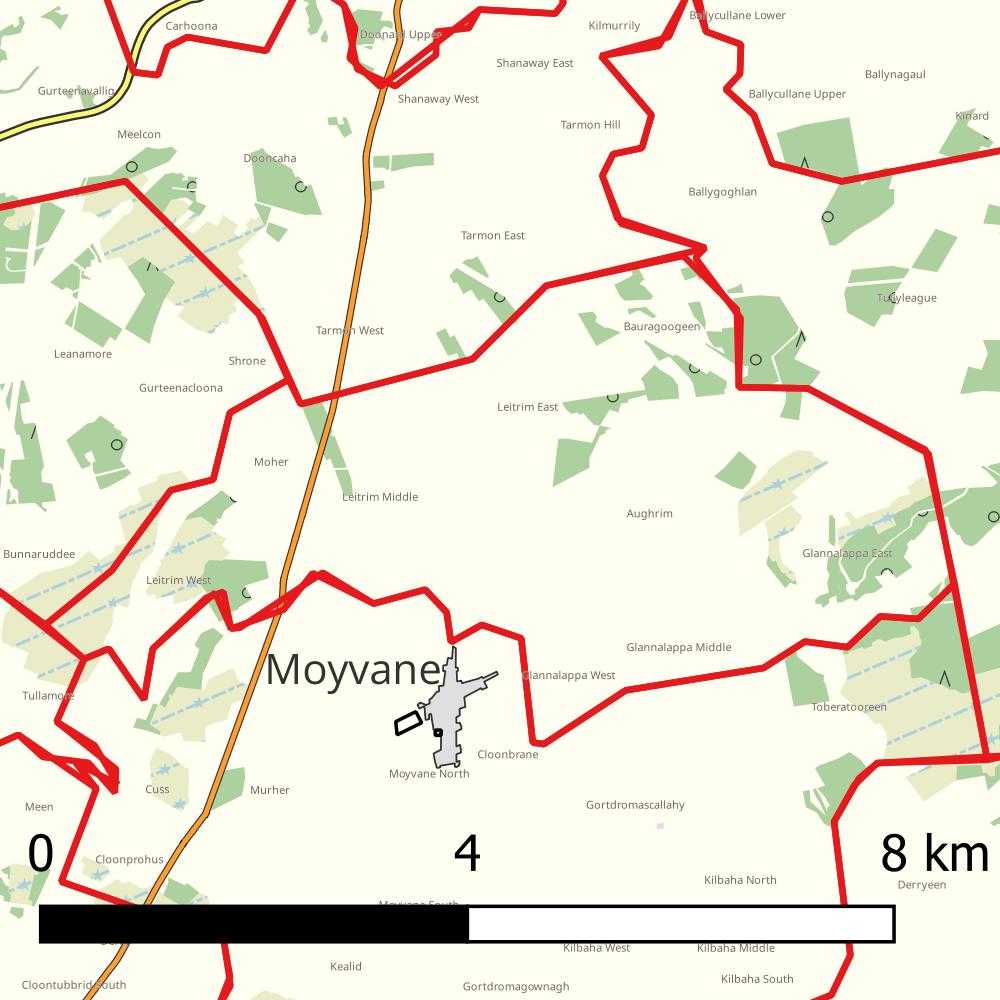 Ballycullane Lower
Carhoona
Kilmurrily
Doonard Upper
Shanaway East
Ballynagaul
Gurteenavallig
Ballycullane Upper
Shanaway West
Kinard
Tarmon Hill
Meelcon
Dooncaha
Ballygoghlan
Tarmon East
Tullyleague
Bauragoogeen
Tarmon West
Leanamore
Shrone
Gurteenacloona
Leitrim East
Moher
Leitrim Middle
Aughrim
Bunnaruddee
Glannalappa East
Leitrim West
Glannalappa Middle
Moyvane
Glannalappa West
Tullamore
Toberatooreen
Cloonbrane
Moyvane North
Cuss
Murher
Meen
Gortdromascallahy
0 4 8 km
Cloonprohus
Kilbaha North
Derryeen
Moyvane South
Kilbaha West
Kilbaha Middle
Kealid
Kilbaha South
Cloontubbrid South
Gortdromagownagh